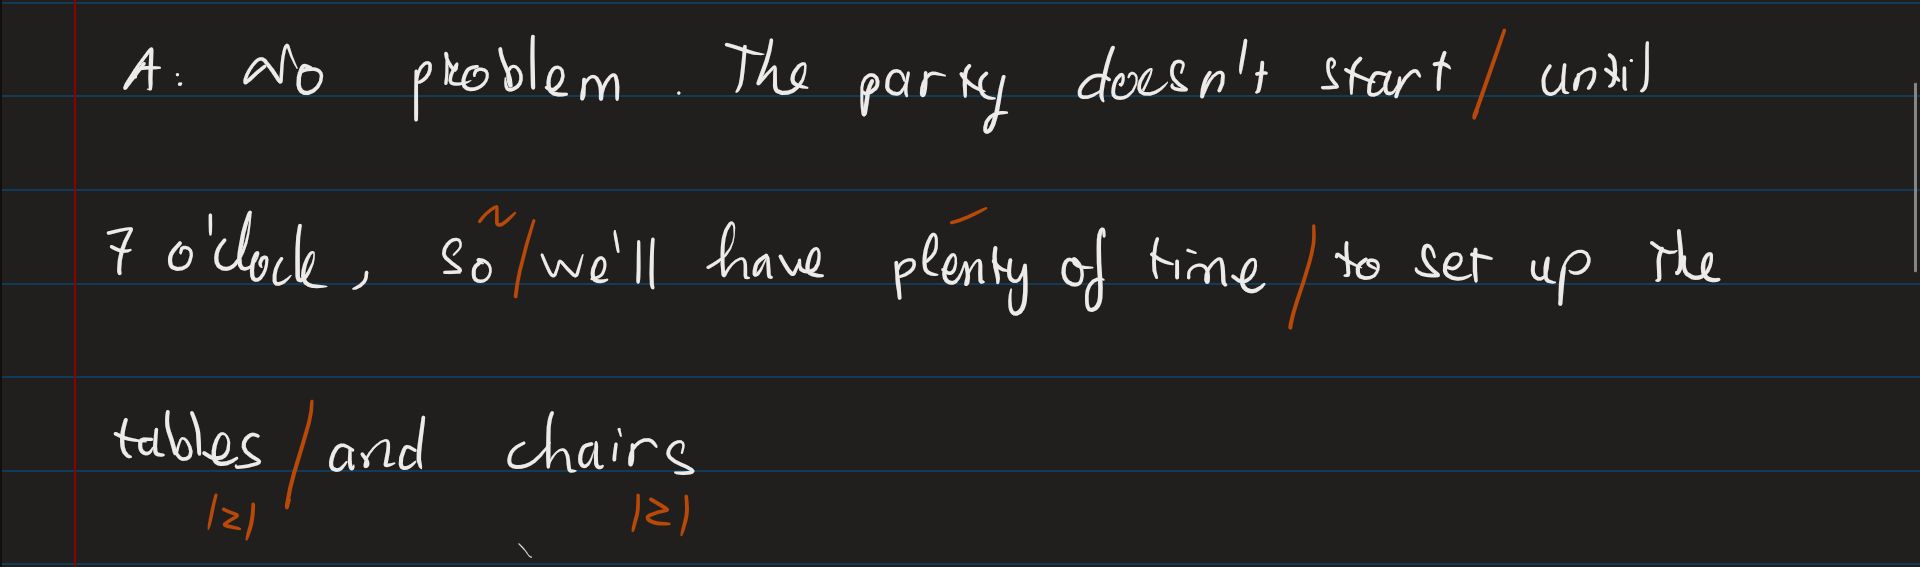 A: No problem. The party doesn't start / until
7 o'clock, so / we'll have plenty of time / to set up the
tables / and chairs
/z/ /z/